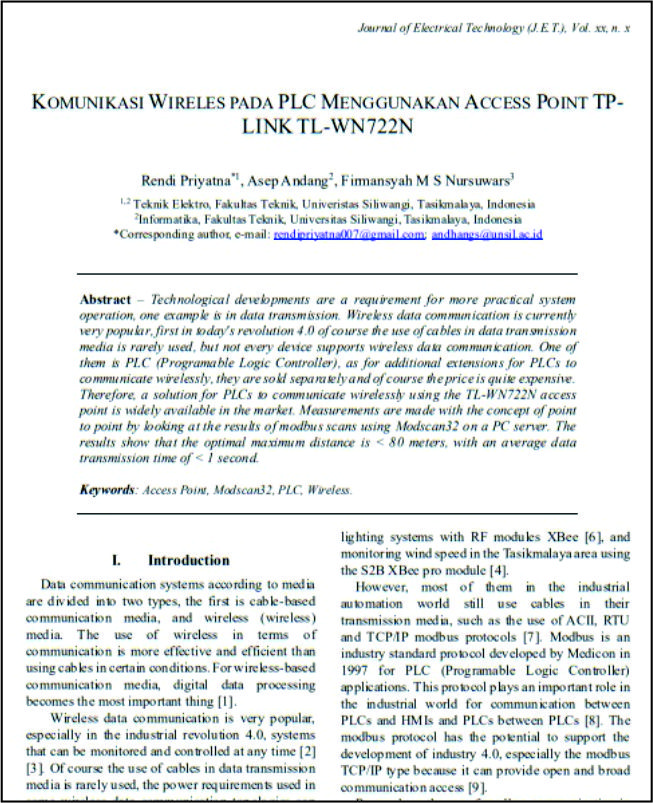 Journal of Electrical Technology (J.E.T.), Vol. xx, n. x
KOMUNIKASI WIRELES PADA PLC MENGGUNAKAN ACCESS POINT TP-
LINK TL-WN722N
Rendi Priyatna*1, Asep Andang2, Firmansyah M S Nursuwars3
1,2 Teknik Elektro, Fakultas Teknik, Univeristas Siliwangi, Tasikmalaya, Indonesia
2Informatika, Fakultas Teknik, Universitas Siliwangi, Tasikmalaya, Indonesia
*Corresponding author, e-mail: rendipriyatna007@gmail.com; andhangs@unsil.ac.id
Abstract – Technological developments are a requirement for more practical system
operation, one example is in data transmission. Wireless data communication is currently
very popular, first in today's revolution 4.0 of course the use of cables in data transmission
media is rarely used, but not every device supports wireless data communication. One of
them is PLC (Programable Logic Controller), as for additional extensions for PLCs to
communicate wirelessly, they are sold separately and of course the price is quite expensive.
Therefore, a solution for PLCs to communicate wirelessly using the TL-WN722N access
point is widely available in the market. Measurements are made with the concept of point
to point by looking at the results of modbus scans using Modscan32 on a PC server. The
results show that the optimal maximum distance is < 80 meters, with an average data
transmission time of < 1 second.
Keywords: Access Point, Modscan32, PLC, Wireless.
I. Introduction
Data communication systems according to media
are divided into two types, the first is cable-based
communication media, and wireless (wireless)
media. The use of wireless in terms of
communication is more effective and efficient than
using cables in certain conditions. For wireless-based
communication media, digital data processing
becomes the most important thing [1].
Wireless data communication is very popular,
especially in the industrial revolution 4.0, systems
that can be monitored and controlled at any time [2]
[3]. Of course the use of cables in data transmission
media is rarely used, the power requirements used in
lighting systems with RF modules XBee [6], and
monitoring wind speed in the Tasikmalaya area using
the S2B XBee pro module [4].
However, most of them in the industrial
automation world still use cables in their
transmission media, such as the use of ACII, RTU
and TCP/IP modbus protocols [7]. Modbus is an
industry standard protocol developed by Medicon in
1997 for PLC (Programable Logic Controller)
applications. This protocol plays an important role in
the industrial world for communication between
PLCs and HMIs and PLCs between PLCs [8]. The
modbus protocol has the potential to support the
development of industry 4.0, especially the modbus
TCP/IP type because it can provide open and broad
communication access [9].